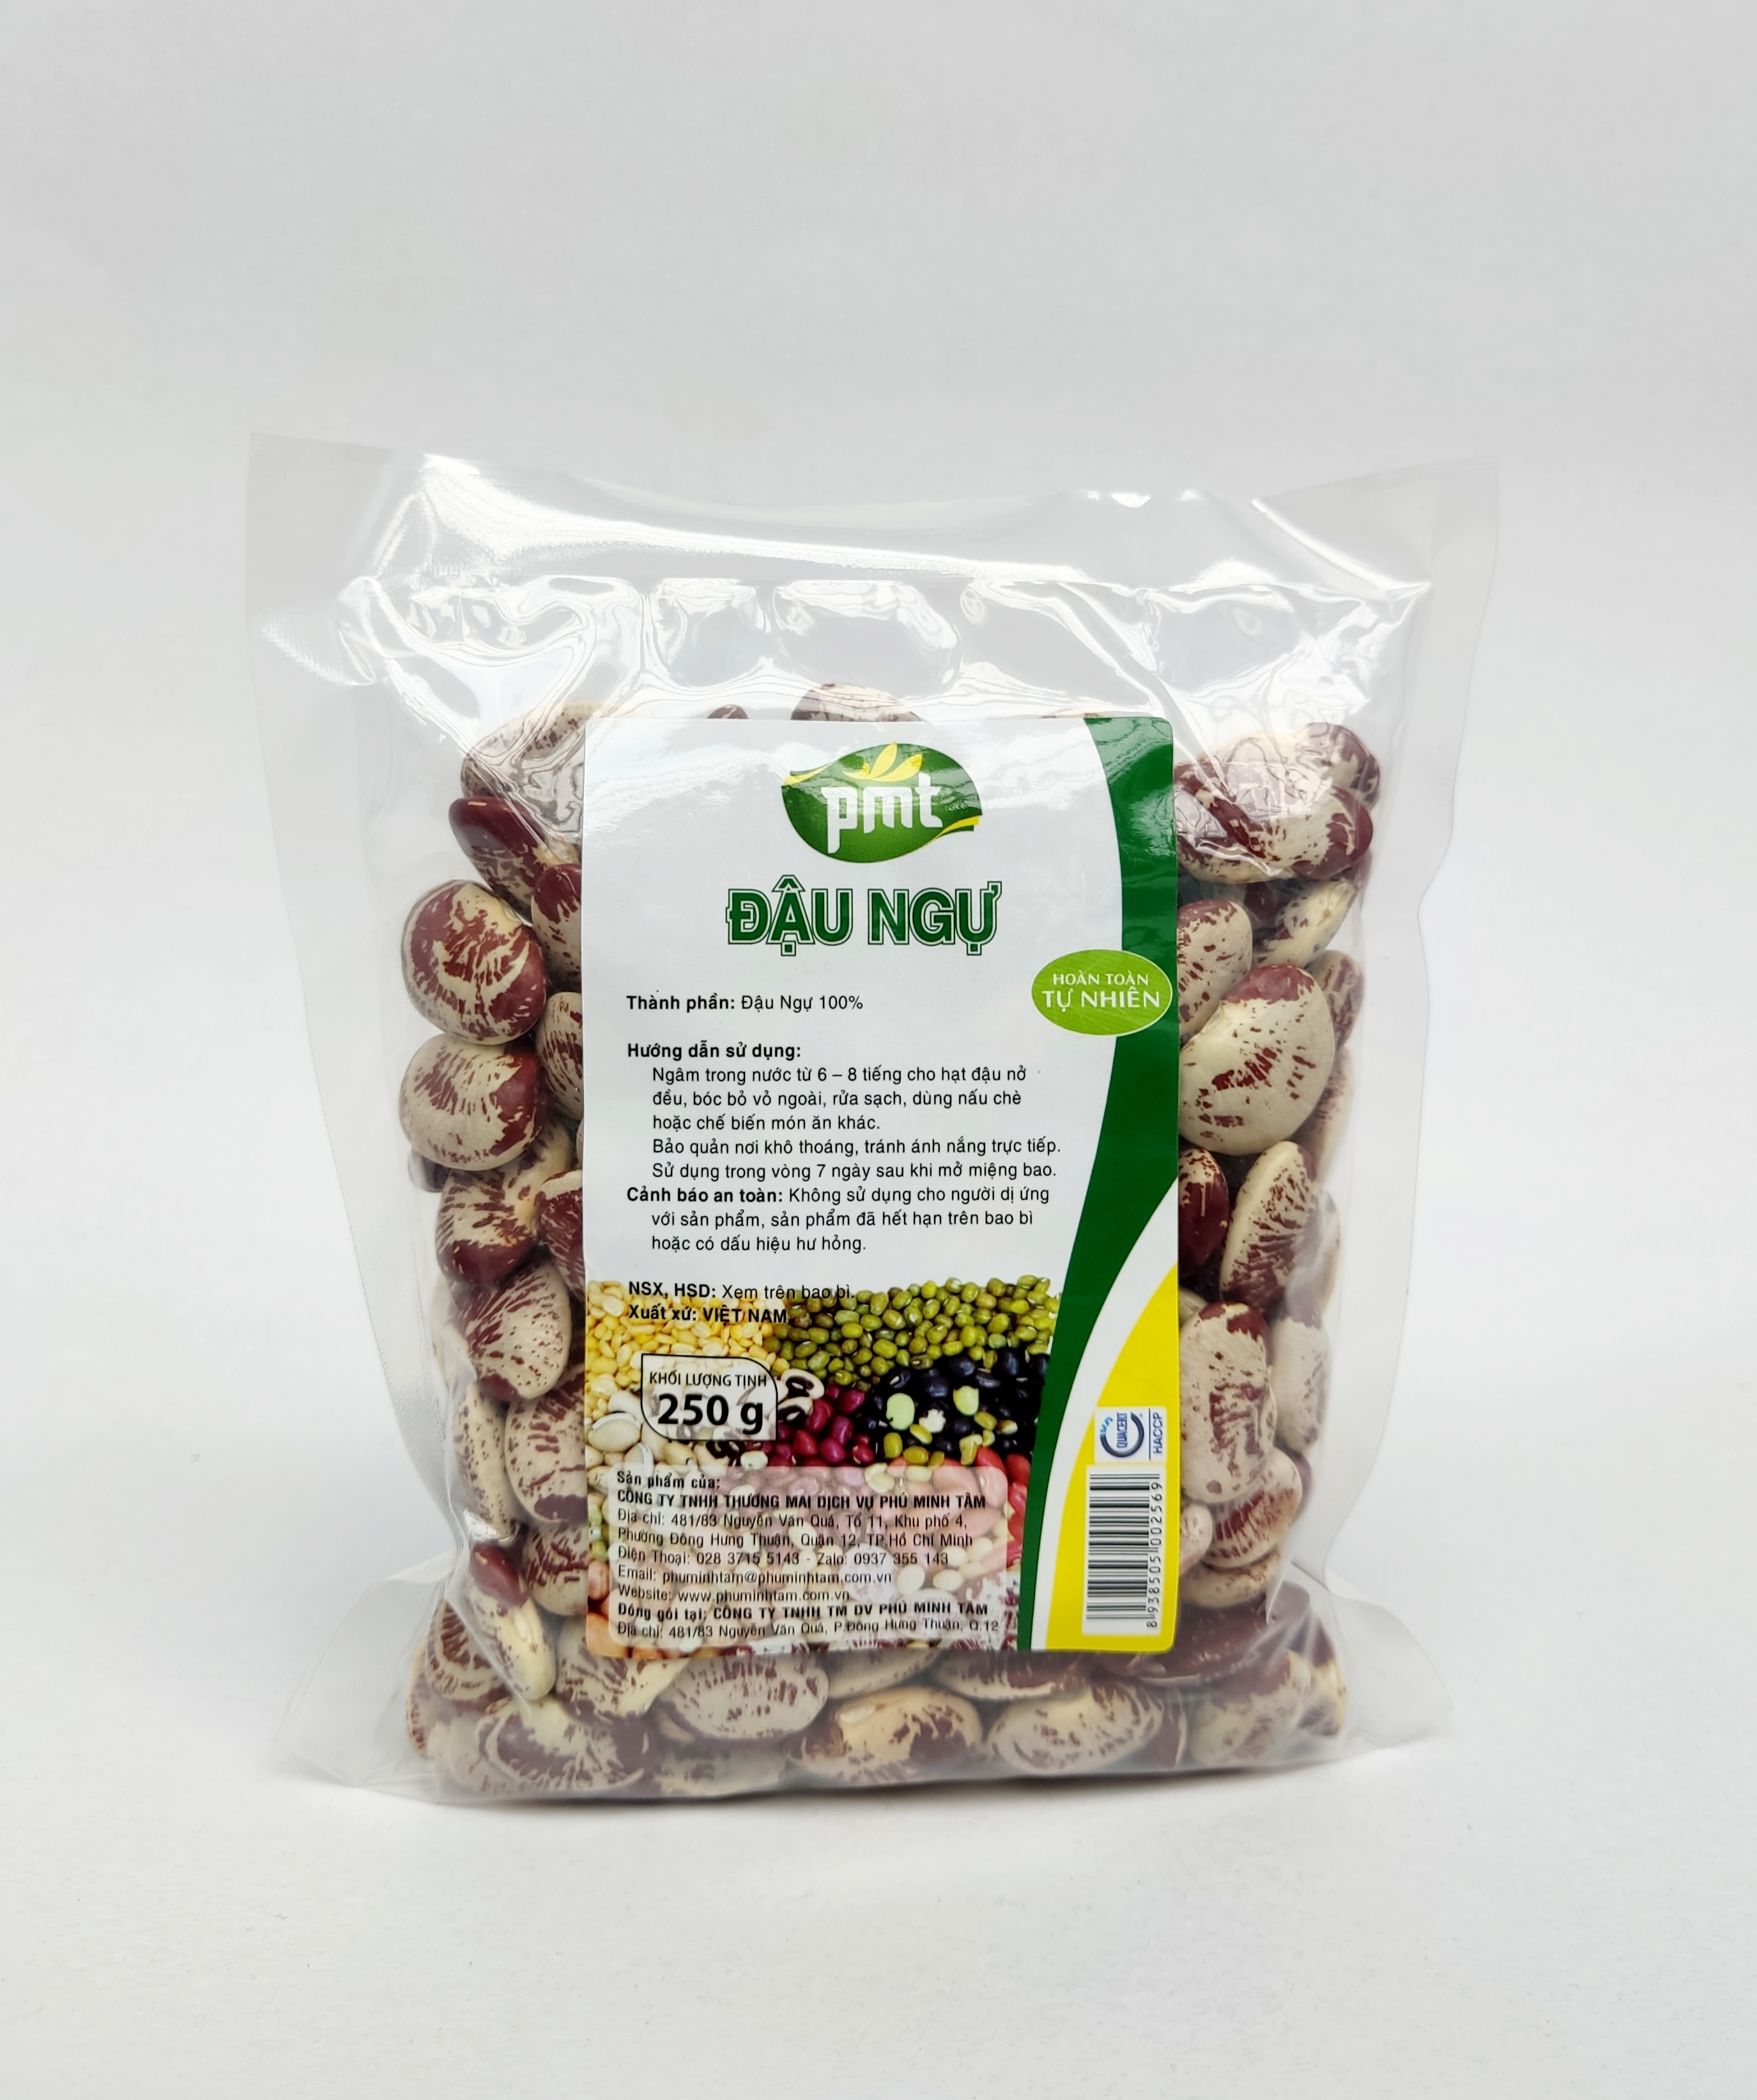 pmt
ĐẬU NGỰ
HOÀN TOÀN
TỰ NHIÊN
Thành phần: Đậu Ngự 100%
Hướng dẫn sử dụng:
Ngâm trong nước từ 6 – 8 tiếng cho hạt đậu nở
đều, bóc bỏ vỏ ngoài, rửa sạch, dùng nấu chè
hoặc chế biến món ăn khác.
Bảo quản nơi khô thoáng, tránh ánh nắng trực tiếp.
Sử dụng trong vòng 7 ngày sau khi mở miệng bao.
Cảnh báo an toàn: Không sử dụng cho người dị ứng
với sản phẩm, sản phẩm đã hết hạn trên bao bì
hoặc có dấu hiệu hư hỏng.
NSX, HSD: Xem trên bao bì.
Xuất xứ: VIỆT NAM
KHỐI LƯỢNG TỊNH
250 g
QUACERT
HACCP
Sản phẩm của:
CÔNG TY TNHH THƯƠNG MẠI DỊCH VỤ PHÚ MINH TÂM
Địa chỉ: 481/83 Nguyễn Văn Quá, Tổ 11, Khu phố 4,
Phường Đông Hưng Thuận, Quận 12, TP.Hồ Chí Minh
Điện Thoại: 028 3715 5143 - Zalo: 0937 355 143
Email: phuminhtam@phuminhtam.com.vn
Website: www.phuminhtam.com.vn
Đóng gói tại: CÔNG TY TNHH TM DV PHÚ MINH TÂM
Địa chỉ: 481/83 Nguyễn Văn Quá, P.Đông Hưng Thuận, Q.12
8 938505 002569